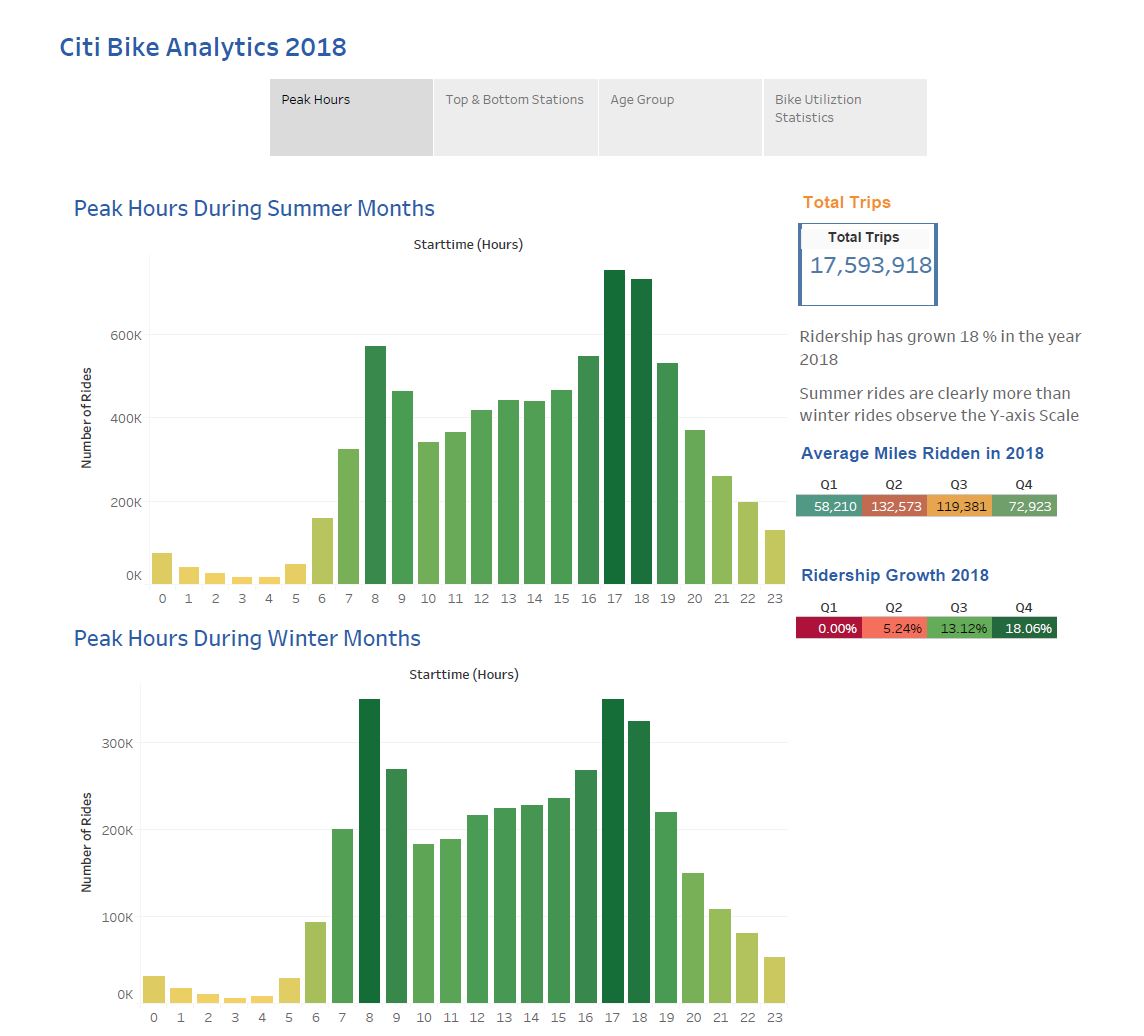 Citi Bike Analytics 2018
Peak Hours
Top & Bottom Stations
Age Group
Bike Utiliztion
Statistics
Peak Hours During Summer Months
Starttime (Hours)
Number of Rides
600K
400K
200K
0K
0 1 2 3 4 5 6 7 8 9 10 11 12 13 14 15 16 17 18 19 20 21 22 23
Total Trips
Total Trips
17,593,918
Ridership has grown 18 % in the year
2018
Summer rides are clearly more than
winter rides observe the Y-axis Scale
Average Miles Ridden in 2018
Q1 Q2 Q3 Q4
58,210 132,573 119,381 72,923
Ridership Growth 2018
Q1 Q2 Q3 Q4
0.00% 5.24% 13.12% 18.06%
Peak Hours During Winter Months
Starttime (Hours)
Number of Rides
300K
200K
100K
0K
0 1 2 3 4 5 6 7 8 9 10 11 12 13 14 15 16 17 18 19 20 21 22 23